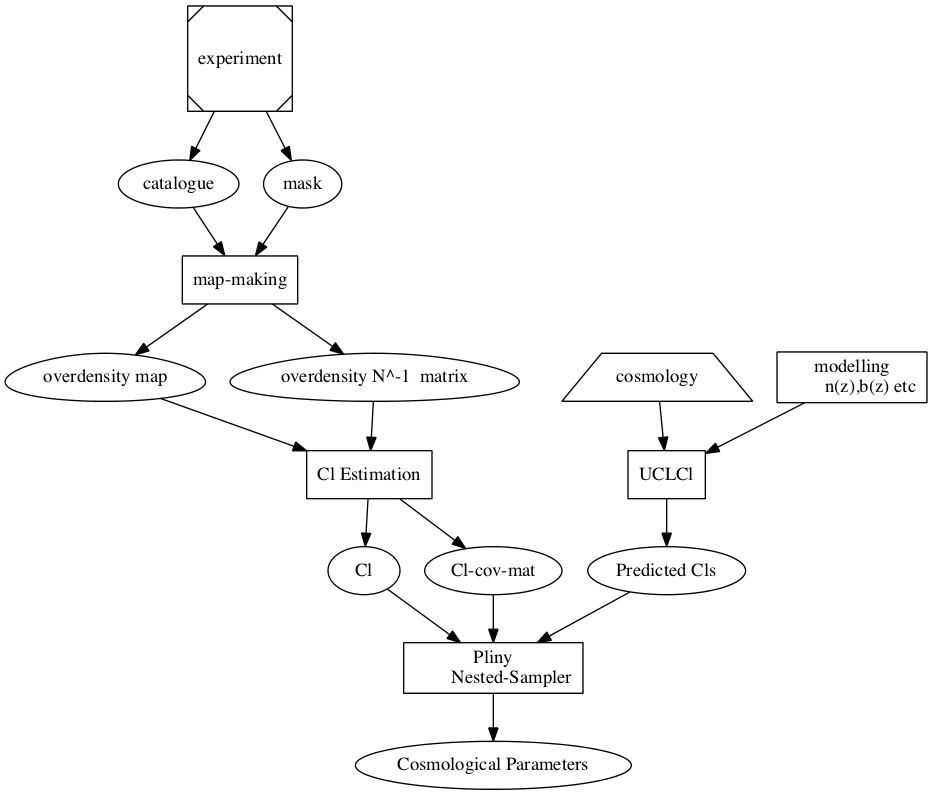 experiment
catalogue
mask
map-making
overdensity map
overdensity N^-1 matrix
cosmology
modelling
n(z),b(z) etc
Cl Estimation
UCLCl
Cl
Cl-cov-mat
Predicted Cls
Pliny
Nested-Sampler
Cosmological Parameters